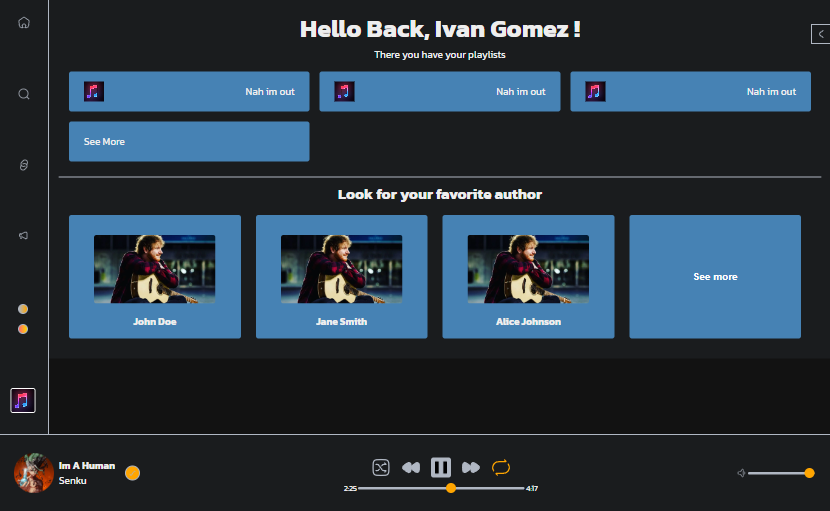 Hello Back, Ivan Gomez !
There you have your playlists
Nah im out
Nah im out
Nah im out
See More
Look for your favorite author
John Doe
Jane Smith
Alice Johnson
See more
Im A Human
Senku
2:25
4:17